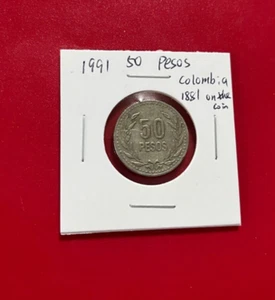 1991 50 Pesos
Colombia
1881 on the
coin
50
PESOS